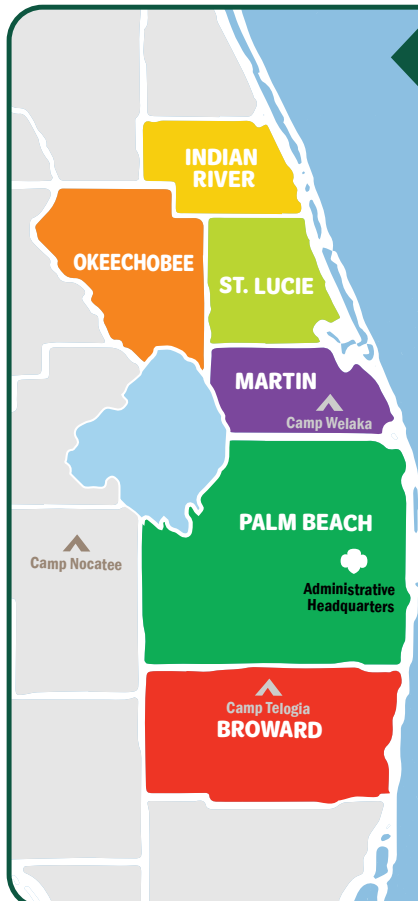 INDIAN
RIVER
OKEECHOBEE
ST. LUCIE
MARTIN
Camp Welaka
PALM BEACH
Camp Nocatee
Administrative
Headquarters
Camp Telogia
BROWARD